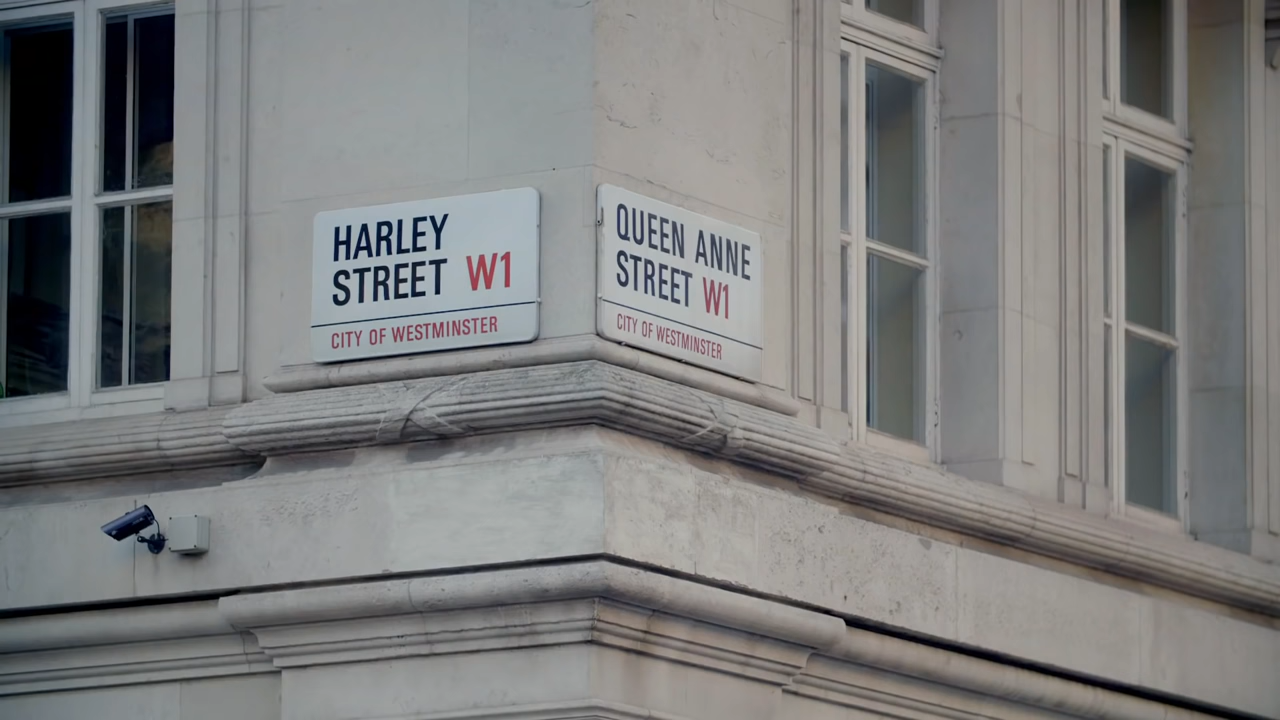 HARLEY
STREET W1
CITY OF WESTMINSTER
QUEEN ANNE
STREET W1
CITY OF WESTMINSTER